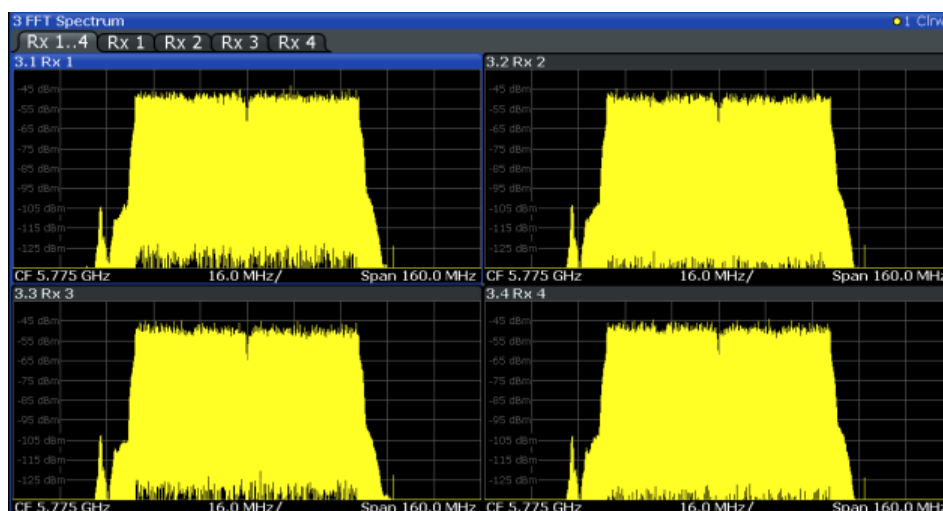 3 FFT Spectrum ●1 Clrw
Rx 1..4 Rx 1 Rx 2 Rx 3 Rx 4
3.1 Rx 1
-45 dBm
-55 dBm
-65 dBm
-75 dBm
-85 dBm
-95 dBm
-105 dBm
-115 dBm
-125 dBm
CF 5.775 GHz 16.0 MHz/ Span 160.0 MHz
3.2 Rx 2
-45 dBm
-55 dBm
-65 dBm
-75 dBm
-85 dBm
-95 dBm
-105 dBm
-115 dBm
-125 dBm
CF 5.775 GHz 16.0 MHz/ Span 160.0 MHz
3.3 Rx 3
-45 dBm
-55 dBm
-65 dBm
-75 dBm
-85 dBm
-95 dBm
-105 dBm
-115 dBm
-125 dBm
CF 5.775 GHz 16.0 MHz/ Span 160.0 MHz
3.4 Rx 4
-45 dBm
-55 dBm
-65 dBm
-75 dBm
-85 dBm
-95 dBm
-105 dBm
-115 dBm
-125 dBm
CF 5.775 GHz 16.0 MHz/ Span 160.0 MHz